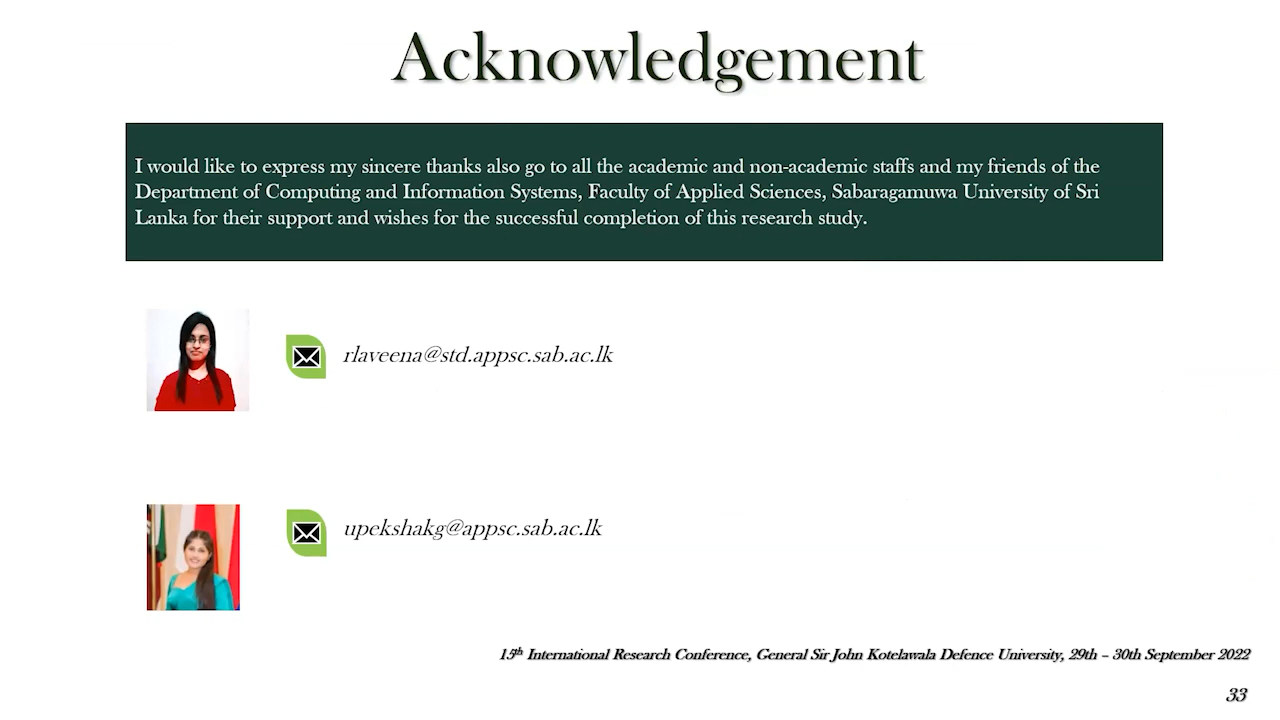 Acknowledgement
I would like to express my sincere thanks also go to all the academic and non-academic staffs and my friends of the
Department of Computing and Information Systems, Faculty of Applied Sciences, Sabaragamuwa University of Sri
Lanka for their support and wishes for the successful completion of this research study.
rlaveena@std.appsc.sab.ac.lk
upekshakg@appsc.sab.ac.lk
15th International Research Conference, General Sir John Kotelawala Defence University, 29th – 30th September 2022
33